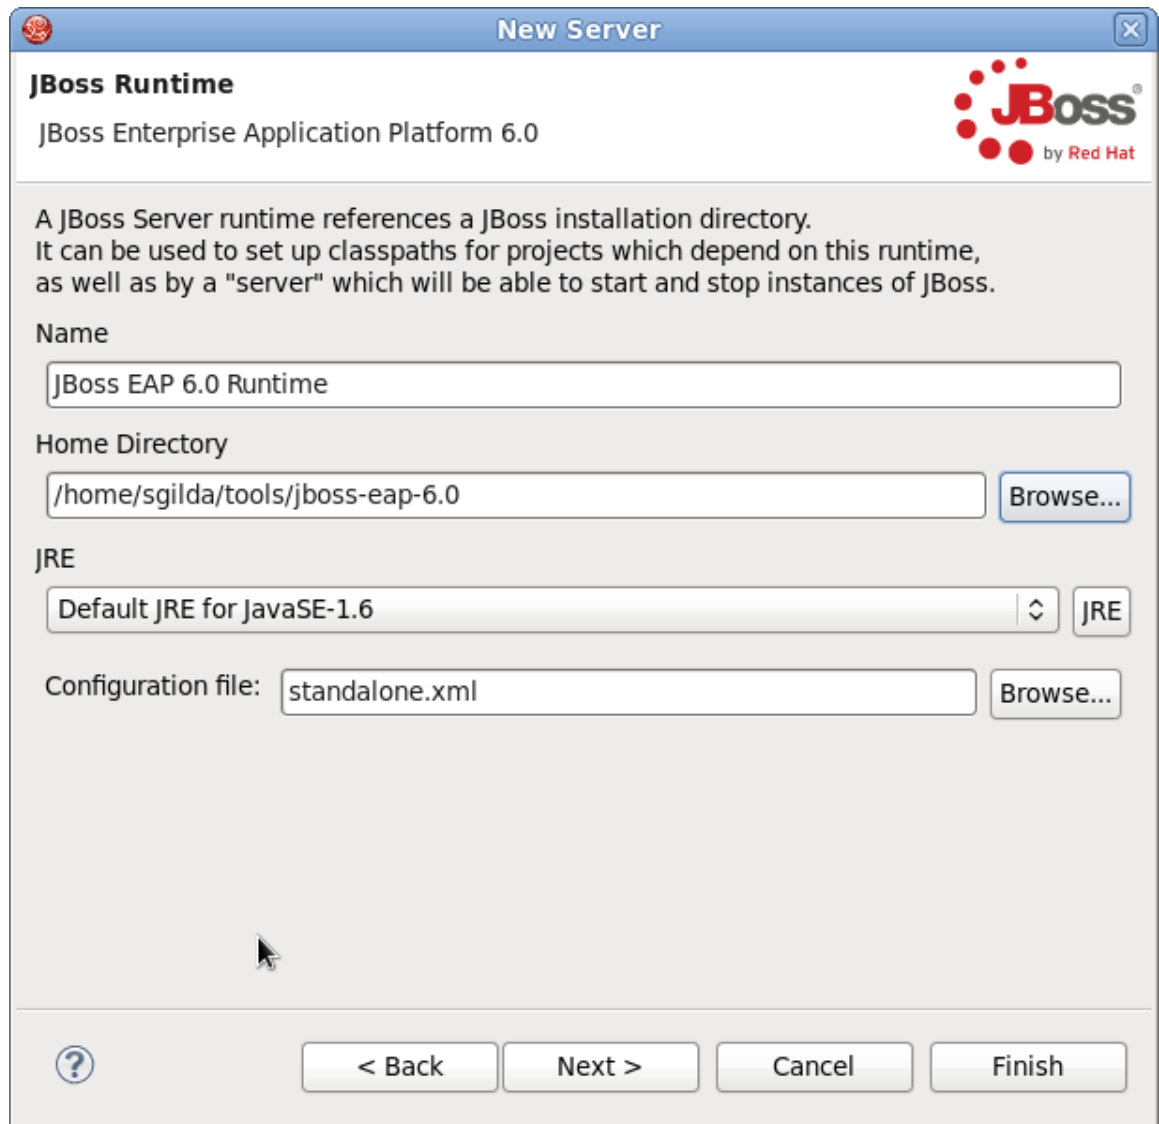 New Server
JBoss Runtime
JBoss Enterprise Application Platform 6.0
JBoss®
by Red Hat
A JBoss Server runtime references a JBoss installation directory.
It can be used to set up classpaths for projects which depend on this runtime,
as well as by a "server" which will be able to start and stop instances of JBoss.
Name
JBoss EAP 6.0 Runtime
Home Directory
/home/sgilda/tools/jboss-eap-6.0 Browse...
JRE
Default JRE for JavaSE-1.6 JRE
Configuration file: standalone.xml Browse...
? < Back Next > Cancel Finish